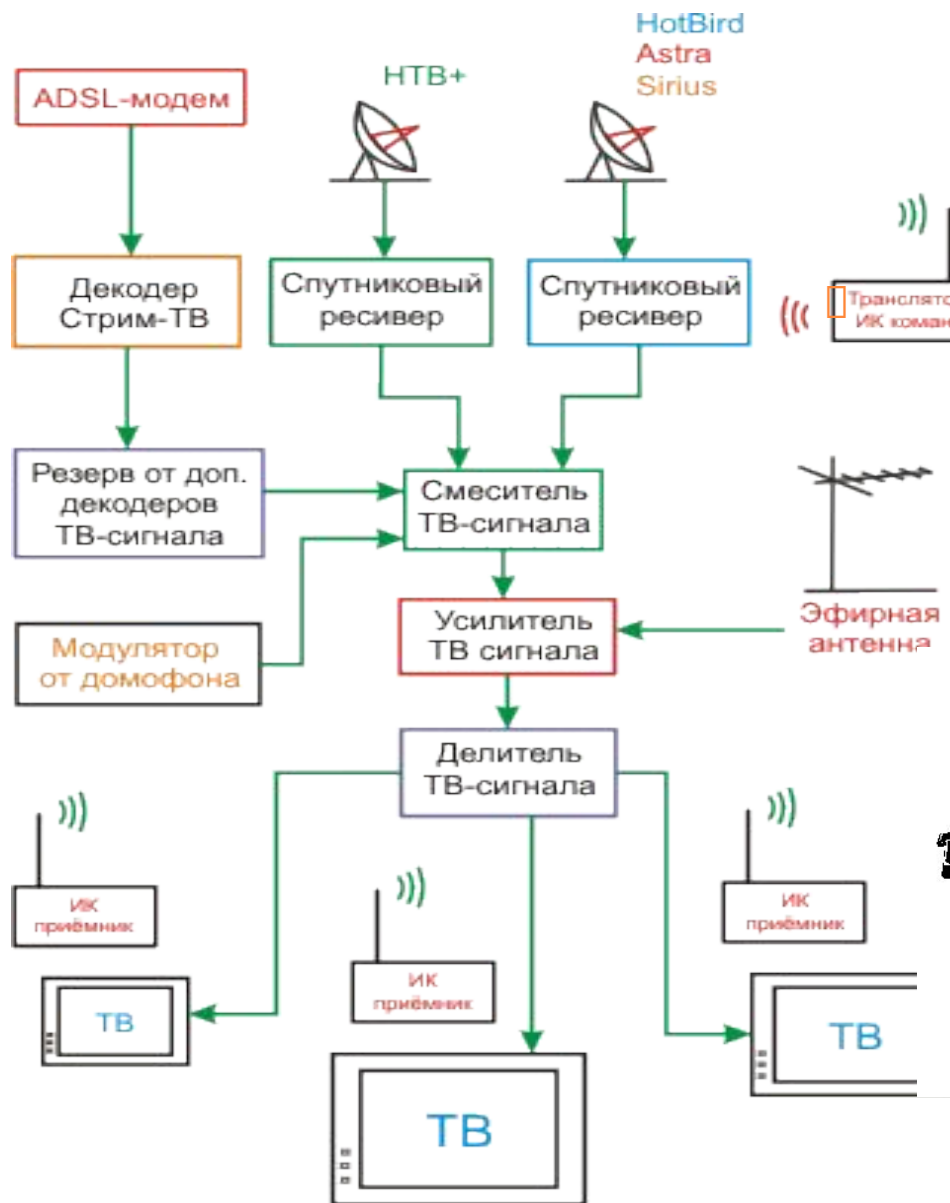 HotBird
Astra
Sirius
НТВ+
ADSL-модем
Декодер
Стрим-ТВ
Спутниковый
ресивер
Спутниковый
ресивер
ИК
Резерв от доп.
декодеров
ТВ-сигнала
Смеситель
ТВ-сигнала
Модулятор
от домофона
Усилитель
ТВ сигнала
Эфирная
антенна
Делитель
ТВ-сигнала
ИК
приёмник
ИК
приёмник
ИК
приёмник
ТВ
ТВ
ТВ